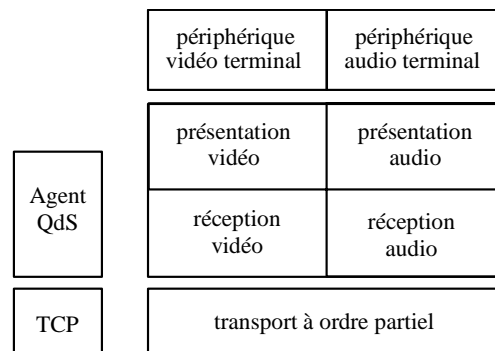 périphérique
vidéo terminal
périphérique
audio terminal
présentation
vidéo
présentation
audio
Agent
QdS
réception
vidéo
réception
audio
TCP
transport à ordre partiel